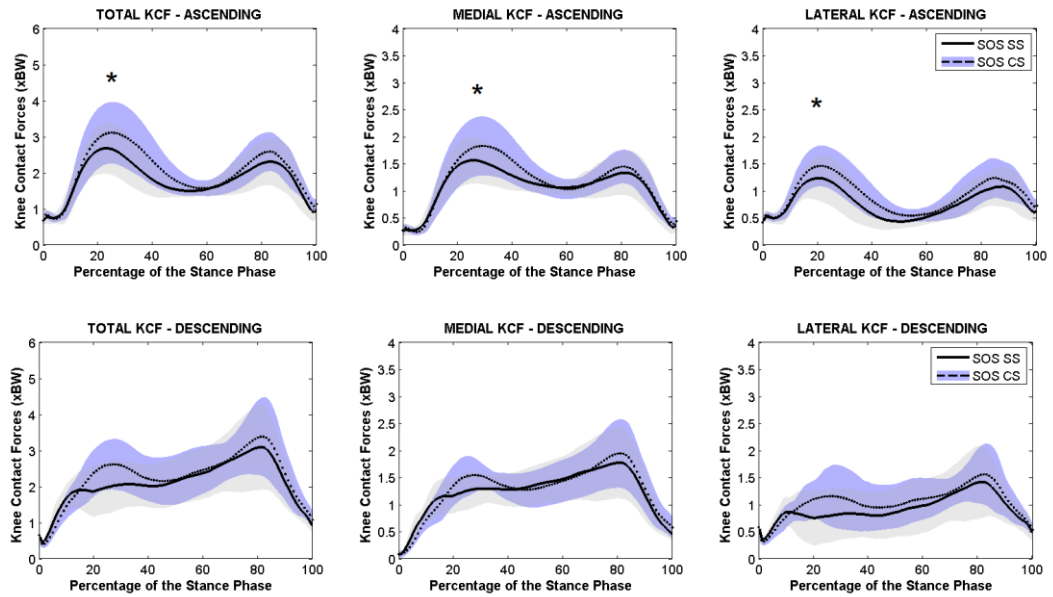 TOTAL KCF - ASCENDING
Knee Contact Forces (xBW)
6
5
4
3
2
1
0
*
0 20 40 60 80 100
Percentage of the Stance Phase
MEDIAL KCF - ASCENDING
Knee Contact Forces (xBW)
4
3.5
3
2.5
2
1.5
1
0.5
0
*
0 20 40 60 80 100
Percentage of the Stance Phase
LATERAL KCF - ASCENDING
Knee Contact Forces (xBW)
4
3.5
3
2.5
2
1.5
1
0.5
0
SOS SS
SOS CS
*
0 20 40 60 80 100
Percentage of the Stance Phase
TOTAL KCF - DESCENDING
Knee Contact Forces (xBW)
6
5
4
3
2
1
0
0 20 40 60 80 100
Percentage of the Stance Phase
MEDIAL KCF - DESCENDING
Knee Contact Forces (xBW)
4
3.5
3
2.5
2
1.5
1
0.5
0
0 20 40 60 80 100
Percentage of the Stance Phase
LATERAL KCF - DESCENDING
Knee Contact Forces (xBW)
4
3.5
3
2.5
2
1.5
1
0.5
0
SOS SS
SOS CS
0 20 40 60 80 100
Percentage of the Stance Phase